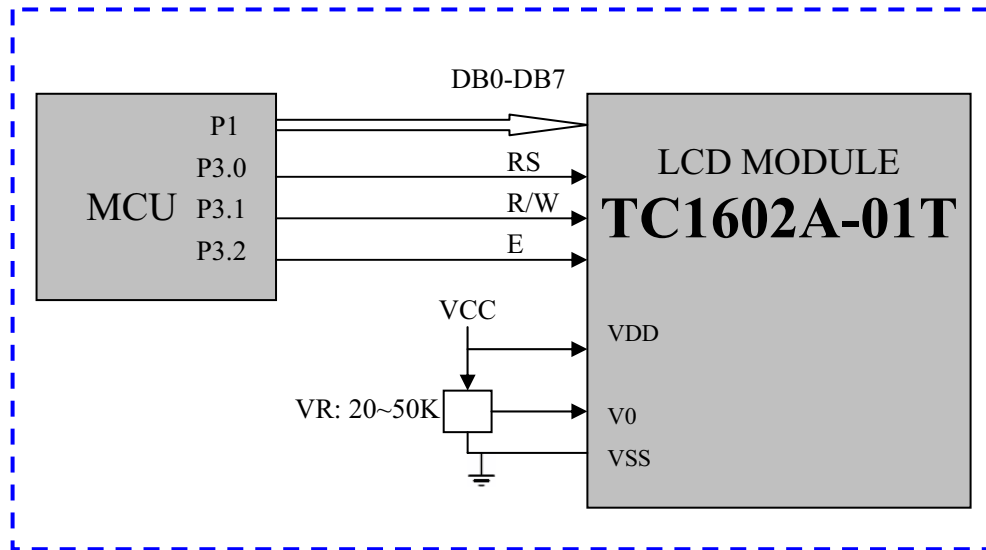 DB0-DB7
P1
P3.0
MCU P3.1
P3.2
RS
R/W
E
LCD MODULE
TC1602A-01T
VCC
VDD
VR: 20~50K
V0
VSS